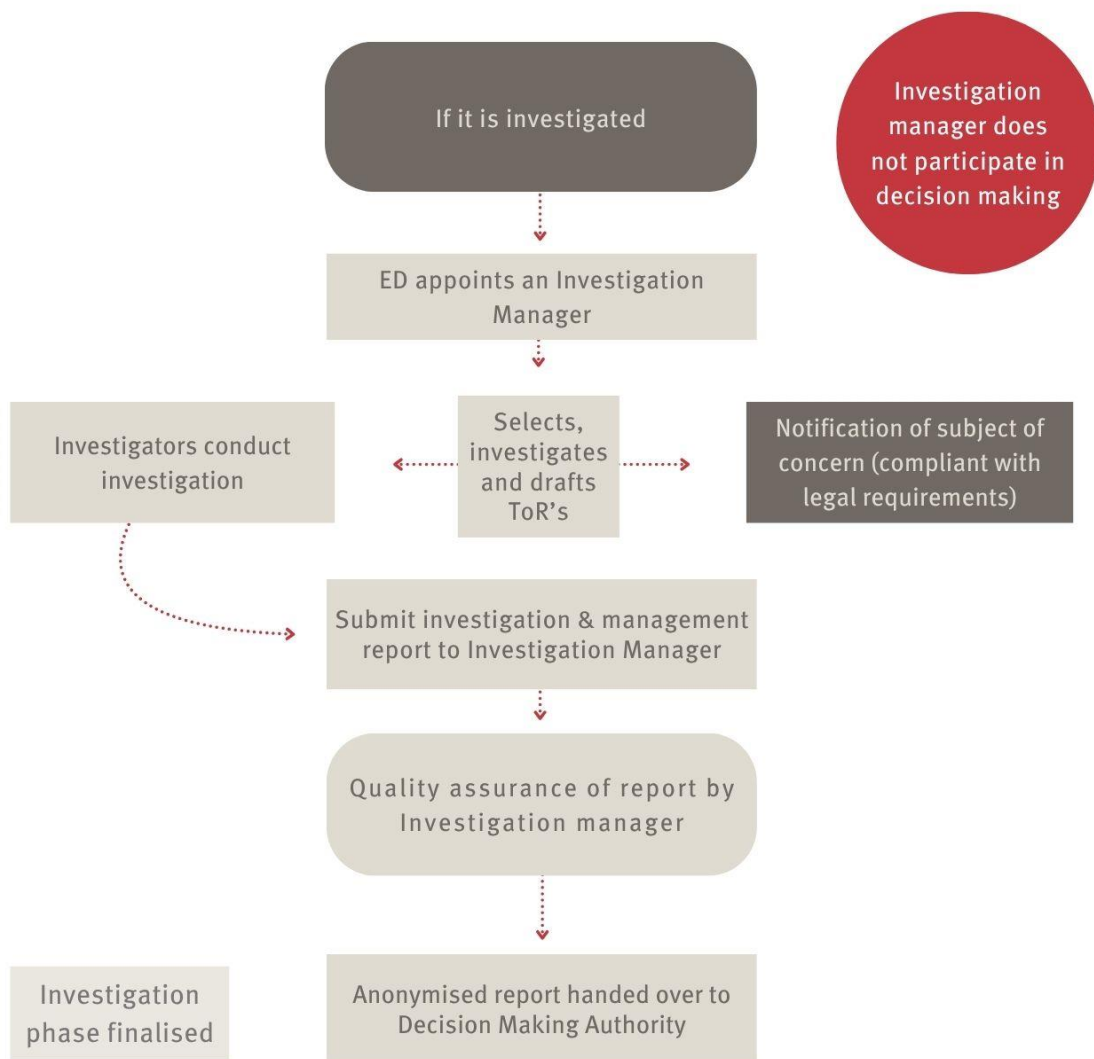 If it is investigated
Investigation
manager does
not participate in
decision making
ED appoints an Investigation
Manager
Investigators conduct
investigation
Selects,
investigates
and drafts
ToR’s
Notification of subject of
concern (compliant with
legal requirements)
Submit investigation & management
report to Investigation Manager
Quality assurance of report by
Investigation manager
Investigation
phase finalised
Anonymised report handed over to
Decision Making Authority